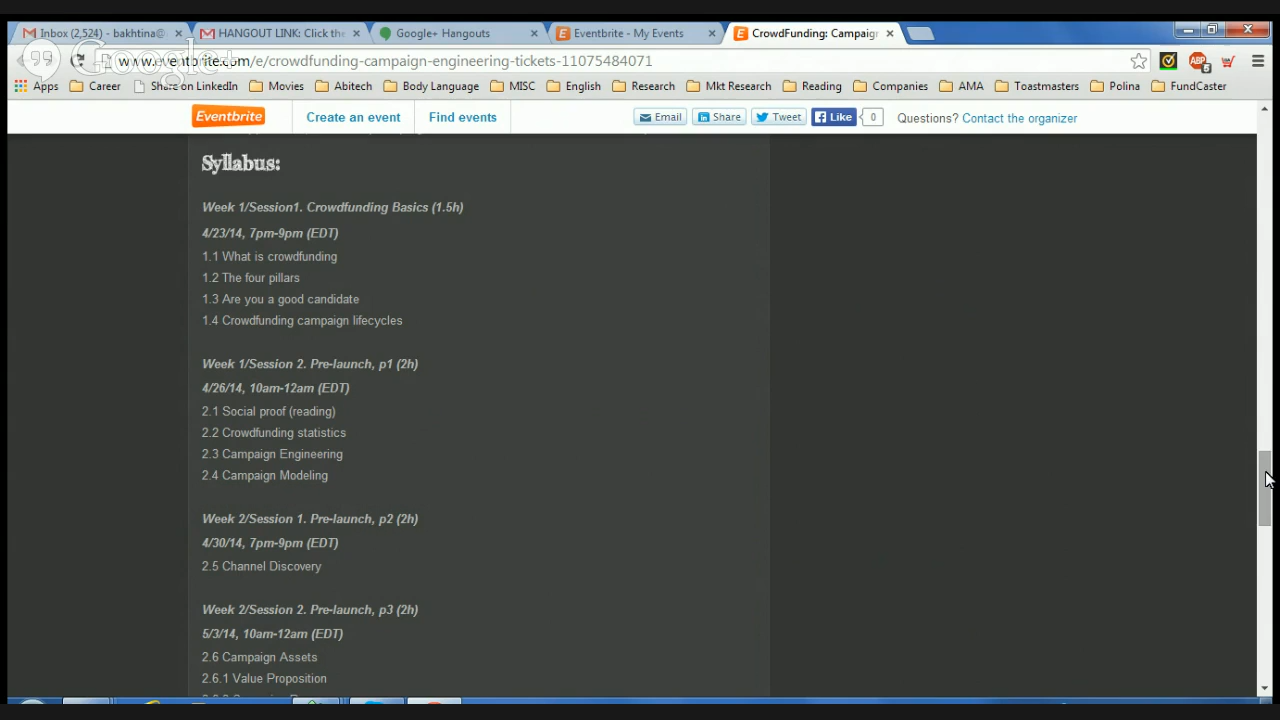 Inbox (2,524) - bakhtina@
HANGOUT LINK: Click the
Google+ Hangouts
Eventbrite - My Events
CrowdFunding: Campaig
Google+
www.eventbrite.com/e/crowdfunding-campaign-engineering-tickets-11075484071
ABP
5
Apps
Career
Share on LinkedIn
Movies
Abitech
Body Language
MISC
English
Research
Mkt Research
Reading
Companies
AMA
Toastmasters
Polina
FundCaster
Eventbrite
Create an event
Find events
Email
Share
Tweet
Like
0
Questions? Contact the organizer
Syllabus:
Week 1/Session1. Crowdfunding Basics (1.5h)
4/23/14, 7pm-9pm (EDT)
1.1 What is crowdfunding
1.2 The four pillars
1.3 Are you a good candidate
1.4 Crowdfunding campaign lifecycles
Week 1/Session 2. Pre-launch, p1 (2h)
4/26/14, 10am-12am (EDT)
2.1 Social proof (reading)
2.2 Crowdfunding statistics
2.3 Campaign Engineering
2.4 Campaign Modeling
Week 2/Session 1. Pre-launch, p2 (2h)
4/30/14, 7pm-9pm (EDT)
2.5 Channel Discovery
Week 2/Session 2. Pre-launch, p3 (2h)
5/3/14, 10am-12am (EDT)
2.6 Campaign Assets
2.6.1 Value Proposition